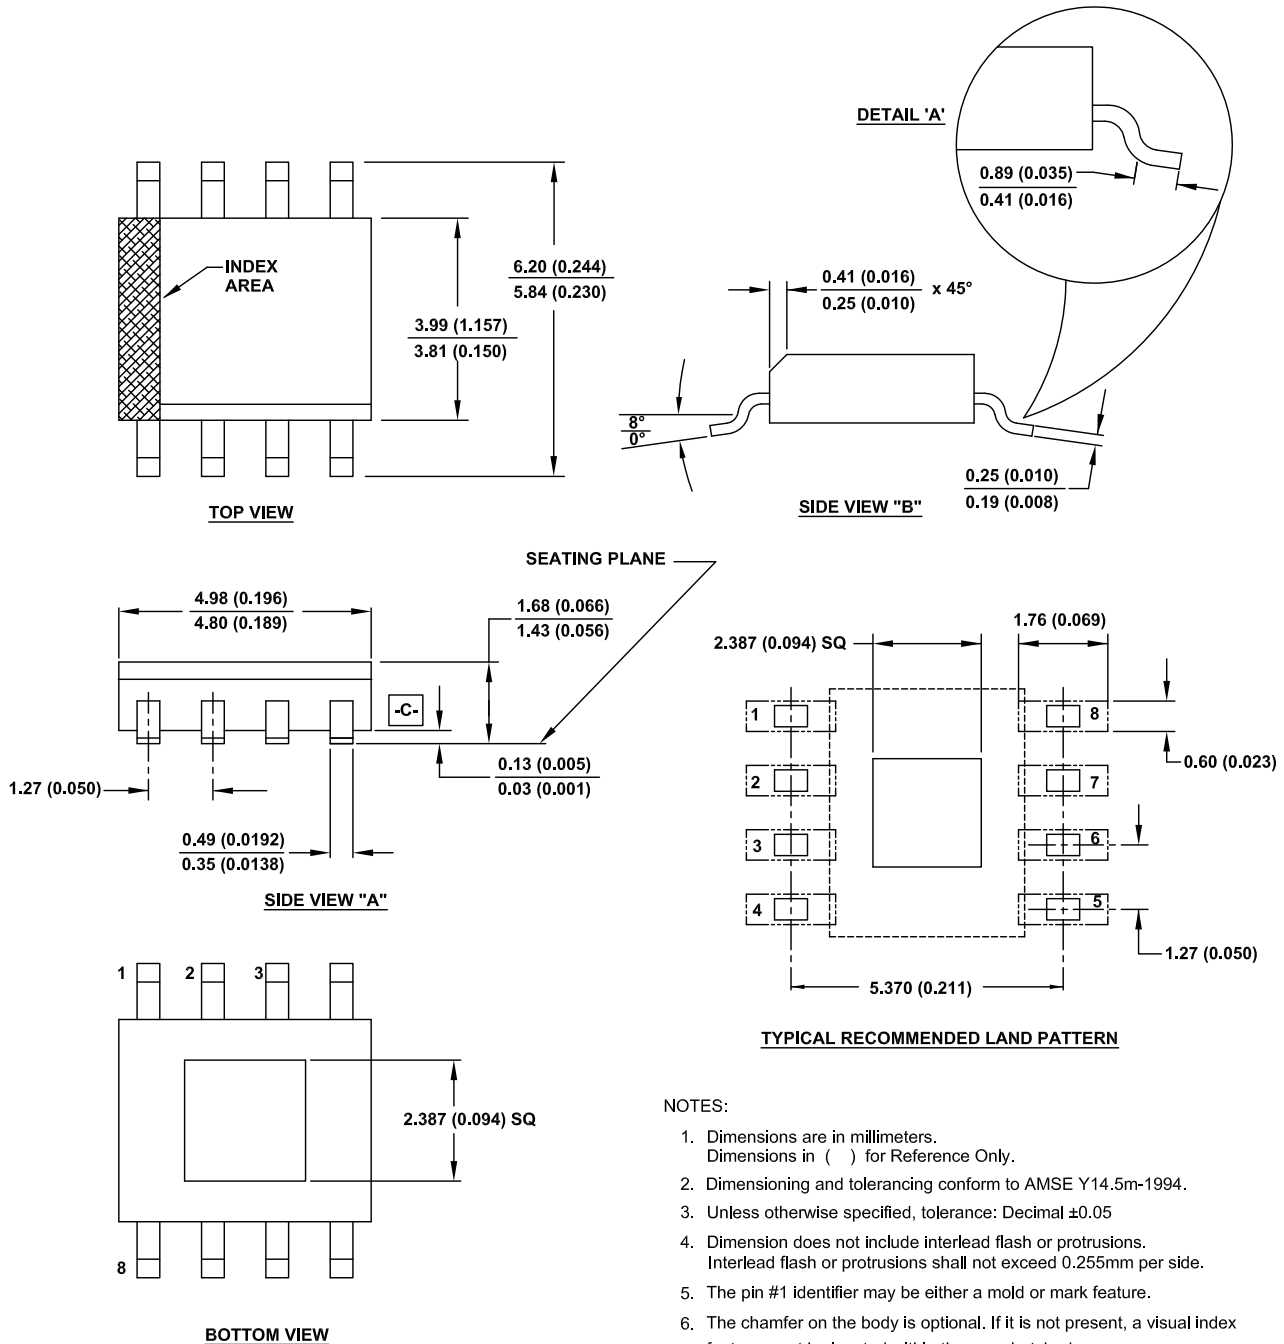 DETAIL 'A'
0.89 (0.035)
0.41 (0.016)
INDEX
AREA
6.20 (0.244)
5.84 (0.230)
3.99 (1.157)
3.81 (0.150)
TOP VIEW
0.41 (0.016)
0.25 (0.010)
x 45°
8°
0°
0.25 (0.010)
0.19 (0.008)
SIDE VIEW "B"
SEATING PLANE
4.98 (0.196)
4.80 (0.189)
1.68 (0.066)
1.43 (0.056)
-C-
0.13 (0.005)
0.03 (0.001)
1.27 (0.050)
0.49 (0.0192)
0.35 (0.0138)
SIDE VIEW "A"
2.387 (0.094) SQ
1.76 (0.069)
1
8
0.60 (0.023)
2
7
3
6
4
5
1.27 (0.050)
5.370 (0.211)
TYPICAL RECOMMENDED LAND PATTERN
1
2
3
2.387 (0.094) SQ
8
BOTTOM VIEW
NOTES:
1. Dimensions are in millimeters.
Dimensions in ( ) for Reference Only.
2. Dimensioning and tolerancing conform to AMSE Y14.5m-1994.
3. Unless otherwise specified, tolerance: Decimal ±0.05
4. Dimension does not include interlead flash or protrusions.
Interlead flash or protrusions shall not exceed 0.255mm per side.
5. The pin #1 identifier may be either a mold or mark feature.
6. The chamfer on the body is optional. If it is not present, a visual index